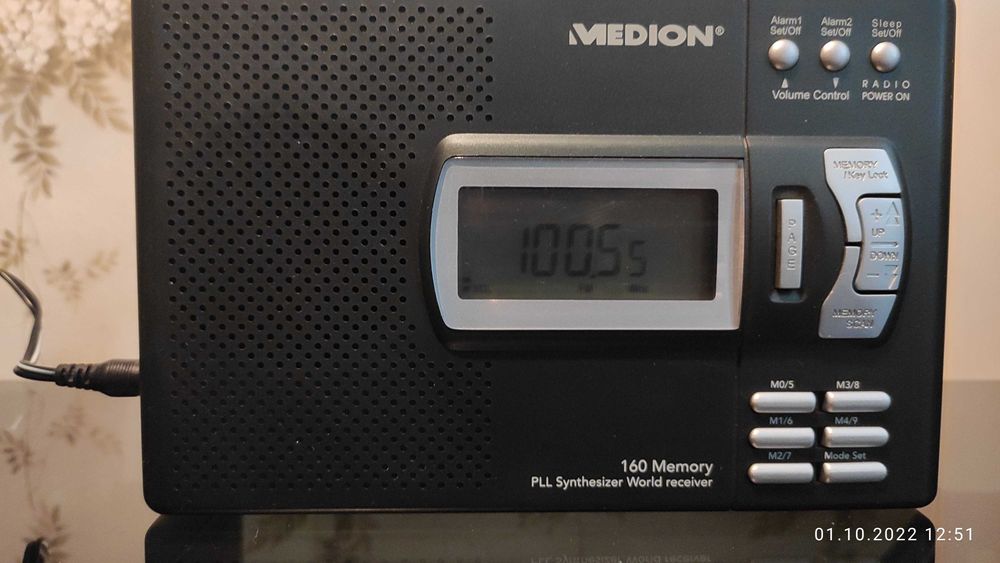 MEDION®
Alarm1
Set/Off
Alarm2
Set/Off
Sleep
Set/Off
Volume Control
RADIO
POWER ON
MEMORY
/Key Lock
PAGE
+
UP
DOWN
−
MEMORY
SCAN
100.55
FM
M0/5
M3/8
M1/6
M4/9
M2/7
Mode Set
160 Memory
PLL Synthesizer World receiver
01.10.2022 12:51